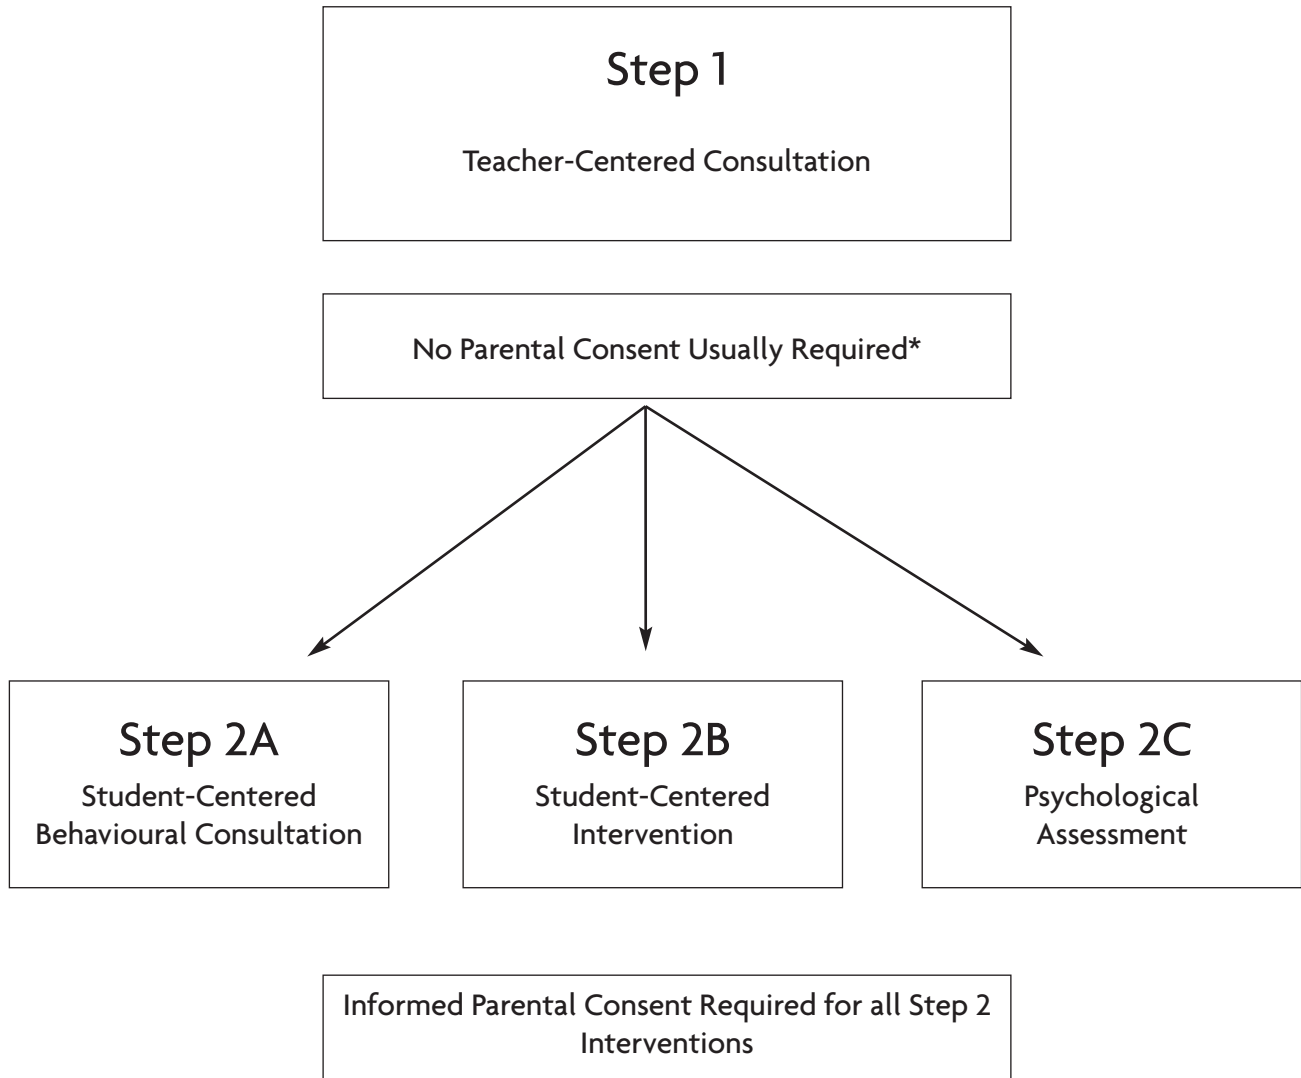 Step 1
Teacher-Centered Consultation
No Parental Consent Usually Required*
Step 2A
Student-Centered
Behavioural Consultation
Step 2B
Student-Centered
Intervention
Step 2C
Psychological
Assessment
Informed Parental Consent Required for all Step 2
Interventions